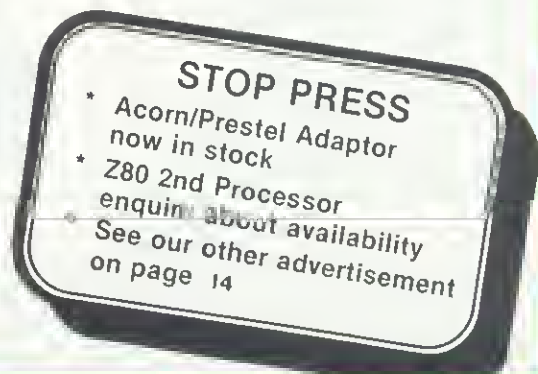 STOP PRESS
* Acorn/Prestel Adaptor
now in stock
* Z80 2nd Processor
enquire about availability
* See our other advertisement
on page 14